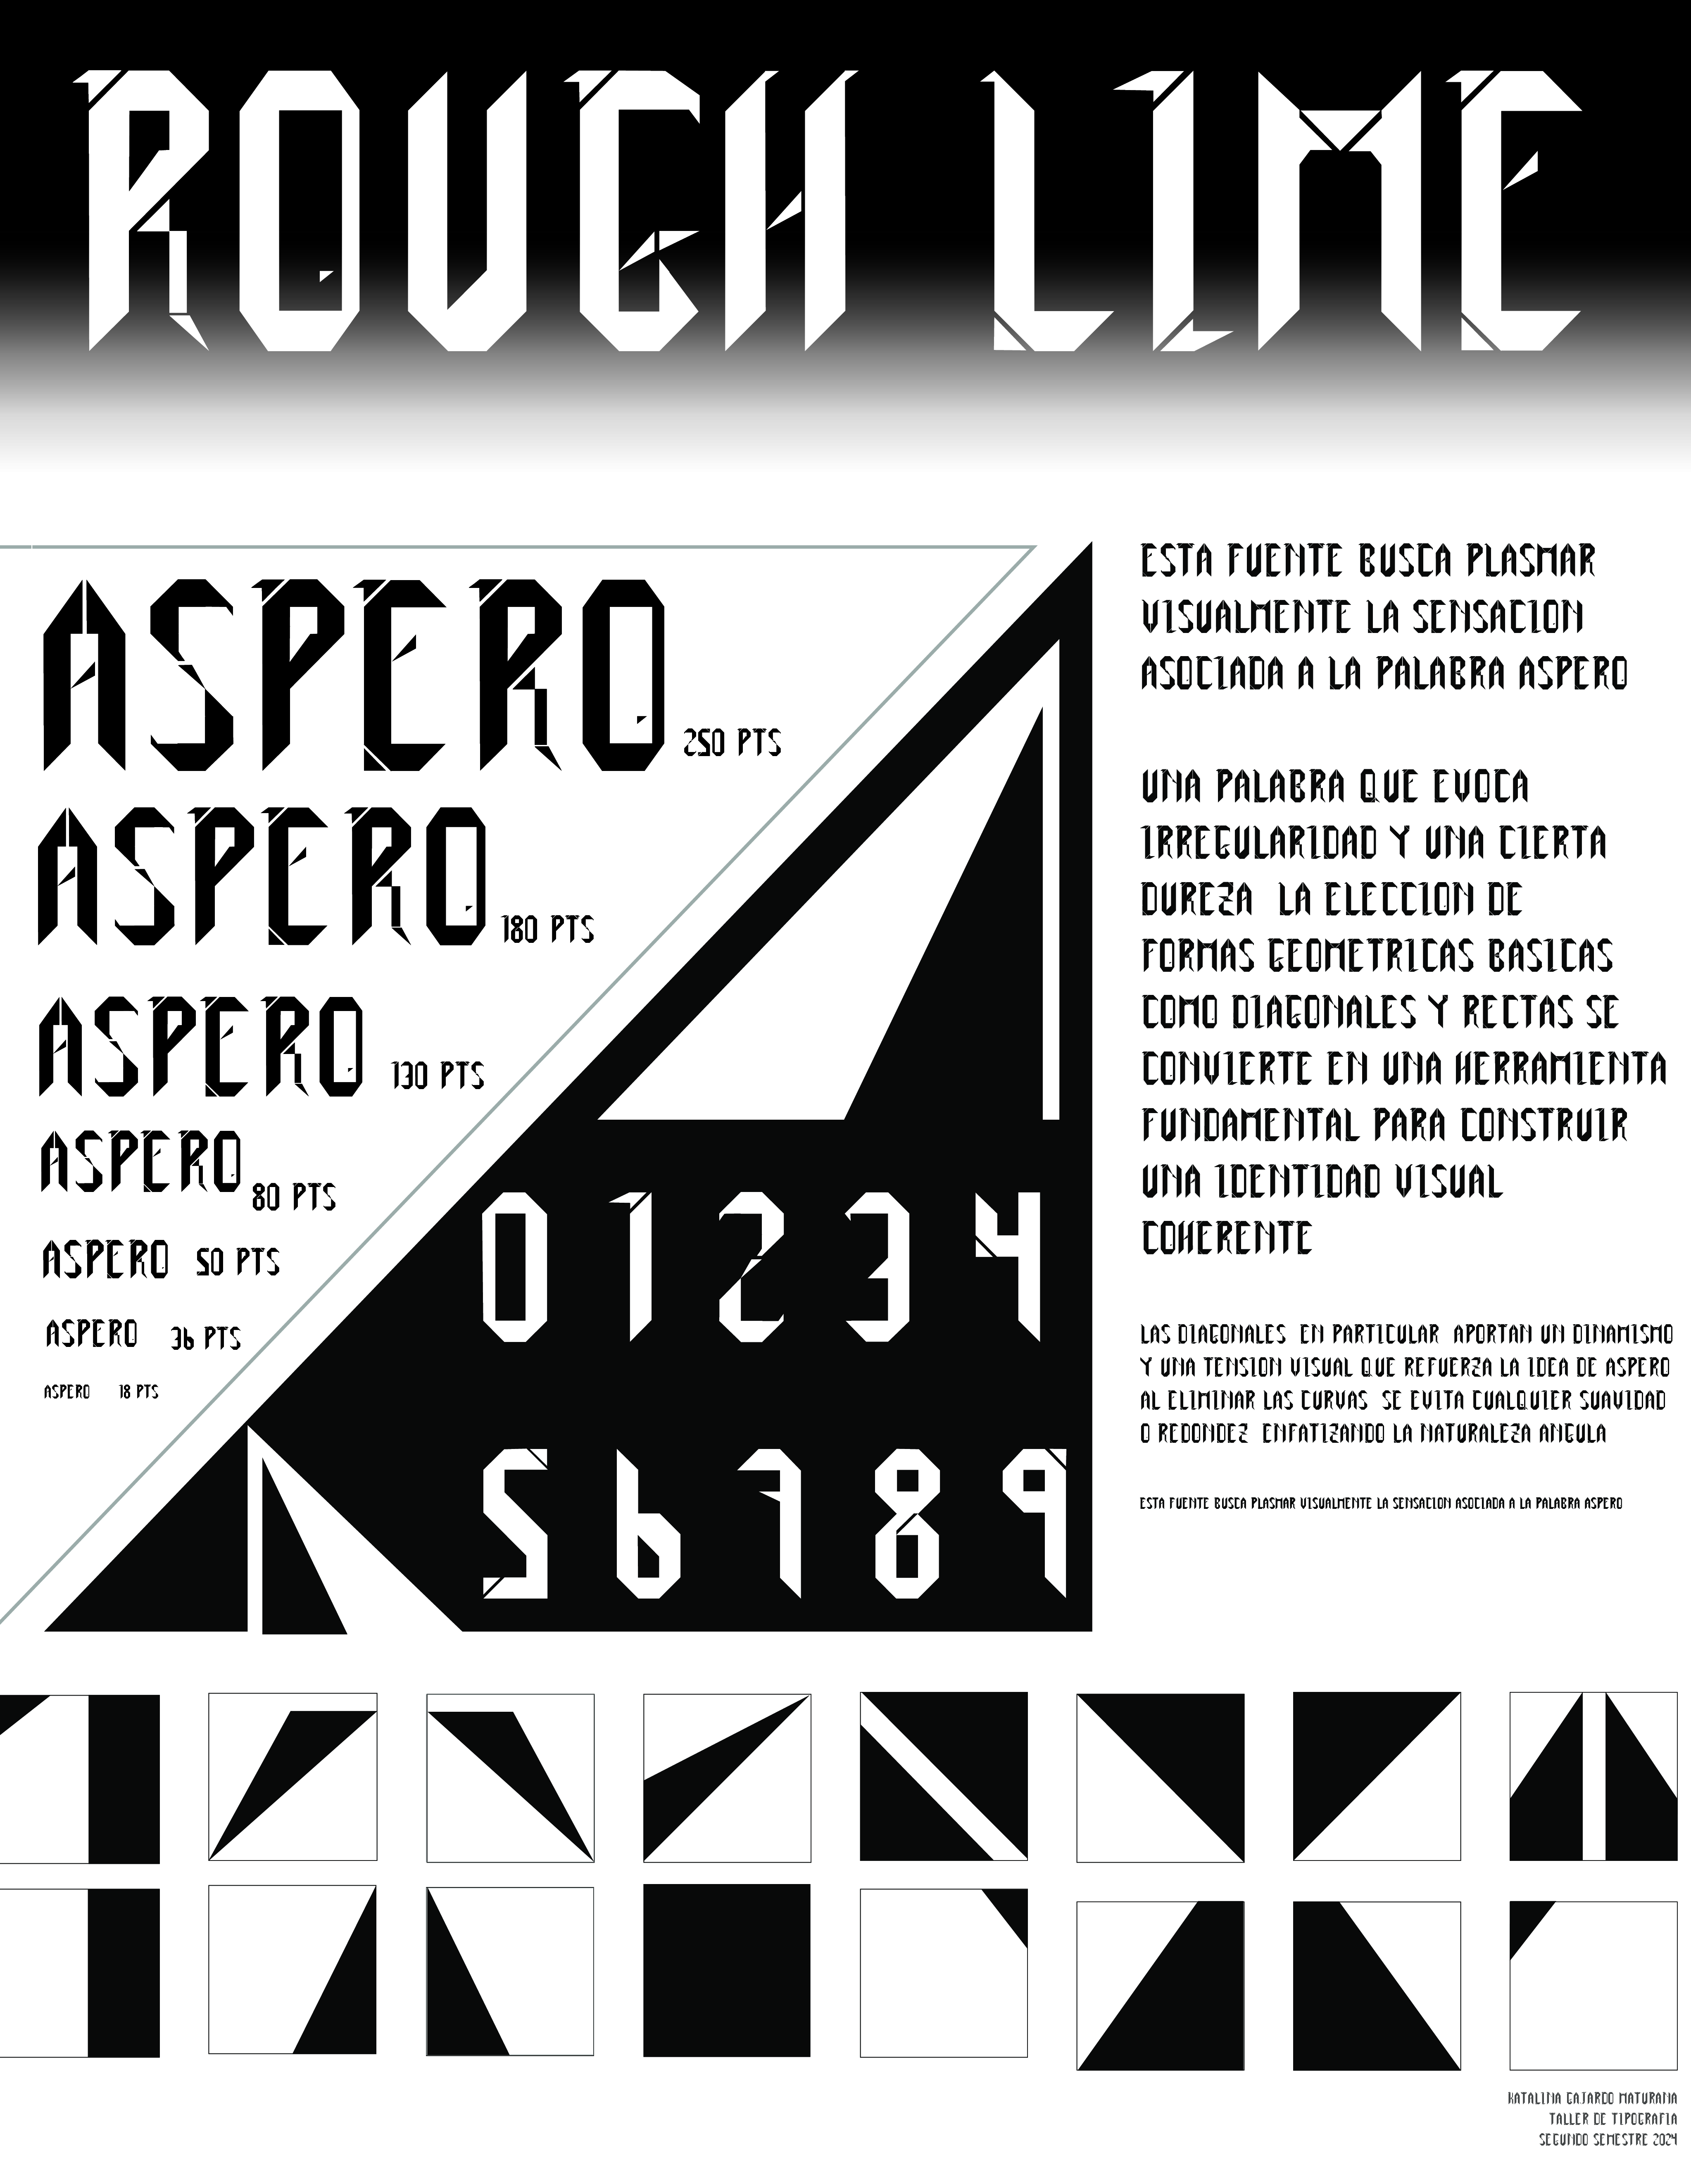 ROUGH LIME
ASPERO 250 PTS
ASPERO 180 PTS
ASPERO 130 PTS
ASPERO 80 PTS
ASPERO 50 PTS
ASPERO 36 PTS
ASPERO 18 PTS
0 1 2 3 4
5 6 7 8 9
ESTA FUENTE BUSCA PLASMAR
VISUALMENTE LA SENSACION
ASOCIADA A LA PALABRA ASPERO
UNA PALABRA QUE EVOCA
IRREGULARIDAD Y UNA CIERTA
DUREZA LA ELECCION DE
FORMAS GEOMETRICAS BASICAS
COMO DIAGONALES Y RECTAS SE
CONVIERTE EN UNA HERRAMIENTA
FUNDAMENTAL PARA CONSTRUIR
UNA IDENTIDAD VISUAL
COHERENTE
LAS DIAGONALES EN PARTICULAR APORTAN UN DINAMISMO
Y UNA TENSION VISUAL QUE REFUERZA LA IDEA DE ASPERO
AL ELIMINAR LAS CURVAS SE EVITA CUALQUIER SUAVIDAD
O REDONDEZ ENFATIZANDO LA NATURALEZA ANGULA
ESTA FUENTE BUSCA PLASMAR VISUALMENTE LA SENSACION ASOCIADA A LA PALABRA ASPERO
KATALINA GAJARDO MATURANA
TALLER DE TIPOGRAFIA
SEGUNDO SEMESTRE 2024